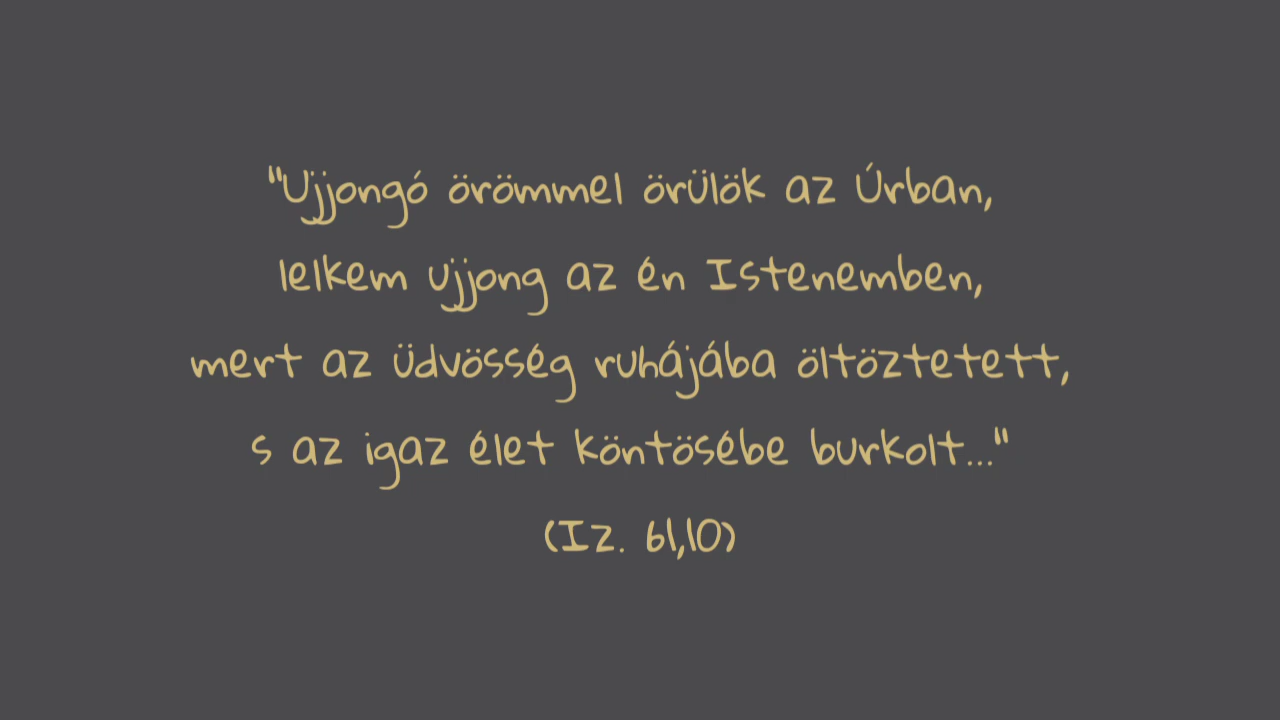 "Ujjongó örömmel örülök az Úrban,
lelkem ujjong az én Istenemben,
mert az üdvösség ruhájába öltöztetett,
s az igaz élet köntösébe burkolt..."
(Iz. 61,10)